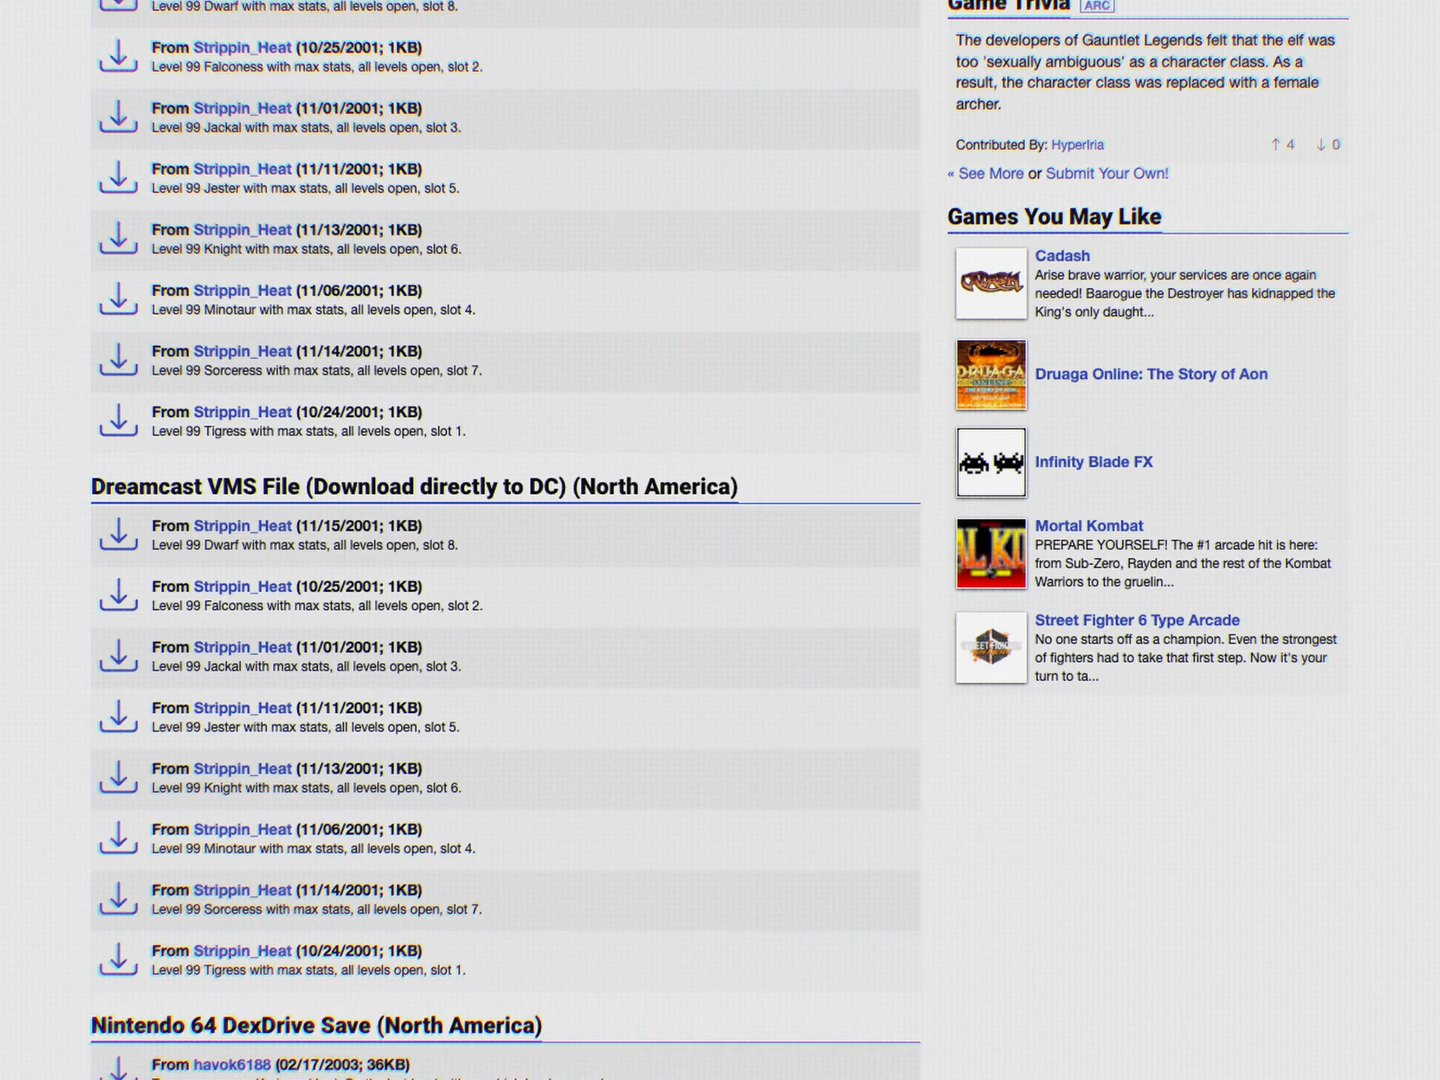 Level 99 Dwarf with max stats, all levels open, slot 8.
From Strippin_Heat (10/25/2001; 1KB)
Level 99 Falconess with max stats, all levels open, slot 2.
From Strippin_Heat (11/01/2001; 1KB)
Level 99 Jackal with max stats, all levels open, slot 3.
From Strippin_Heat (11/11/2001; 1KB)
Level 99 Jester with max stats, all levels open, slot 5.
From Strippin_Heat (11/13/2001; 1KB)
Level 99 Knight with max stats, all levels open, slot 6.
From Strippin_Heat (11/06/2001; 1KB)
Level 99 Minotaur with max stats, all levels open, slot 4.
From Strippin_Heat (11/14/2001; 1KB)
Level 99 Sorceress with max stats, all levels open, slot 7.
From Strippin_Heat (10/24/2001; 1KB)
Level 99 Tigress with max stats, all levels open, slot 1.
Dreamcast VMS File (Download directly to DC) (North America)
From Strippin_Heat (11/15/2001; 1KB)
Level 99 Dwarf with max stats, all levels open, slot 8.
From Strippin_Heat (10/25/2001; 1KB)
Level 99 Falconess with max stats, all levels open, slot 2.
From Strippin_Heat (11/01/2001; 1KB)
Level 99 Jackal with max stats, all levels open, slot 3.
From Strippin_Heat (11/11/2001; 1KB)
Level 99 Jester with max stats, all levels open, slot 5.
From Strippin_Heat (11/13/2001; 1KB)
Level 99 Knight with max stats, all levels open, slot 6.
From Strippin_Heat (11/06/2001; 1KB)
Level 99 Minotaur with max stats, all levels open, slot 4.
From Strippin_Heat (11/14/2001; 1KB)
Level 99 Sorceress with max stats, all levels open, slot 7.
From Strippin_Heat (10/24/2001; 1KB)
Level 99 Tigress with max stats, all levels open, slot 1.
Nintendo 64 DexDrive Save (North America)
From havok6188 (02/17/2003; 36KB)
Game Trivia ARC
The developers of Gauntlet Legends felt that the elf was
too 'sexually ambiguous' as a character class. As a
result, the character class was replaced with a female
archer.
Contributed By: HyperIria ↑ 4 ↓ 0
« See More or Submit Your Own!
Games You May Like
Cadash
Arise brave warrior, your services are once again
needed! Baarogue the Destroyer has kidnapped the
King's only daught...
Druaga Online: The Story of Aon
Infinity Blade FX
Mortal Kombat
PREPARE YOURSELF! The #1 arcade hit is here:
from Sub-Zero, Rayden and the rest of the Kombat
Warriors to the gruelin...
Street Fighter 6 Type Arcade
No one starts off as a champion. Even the strongest
of fighters had to take that first step. Now it's your
turn to ta...